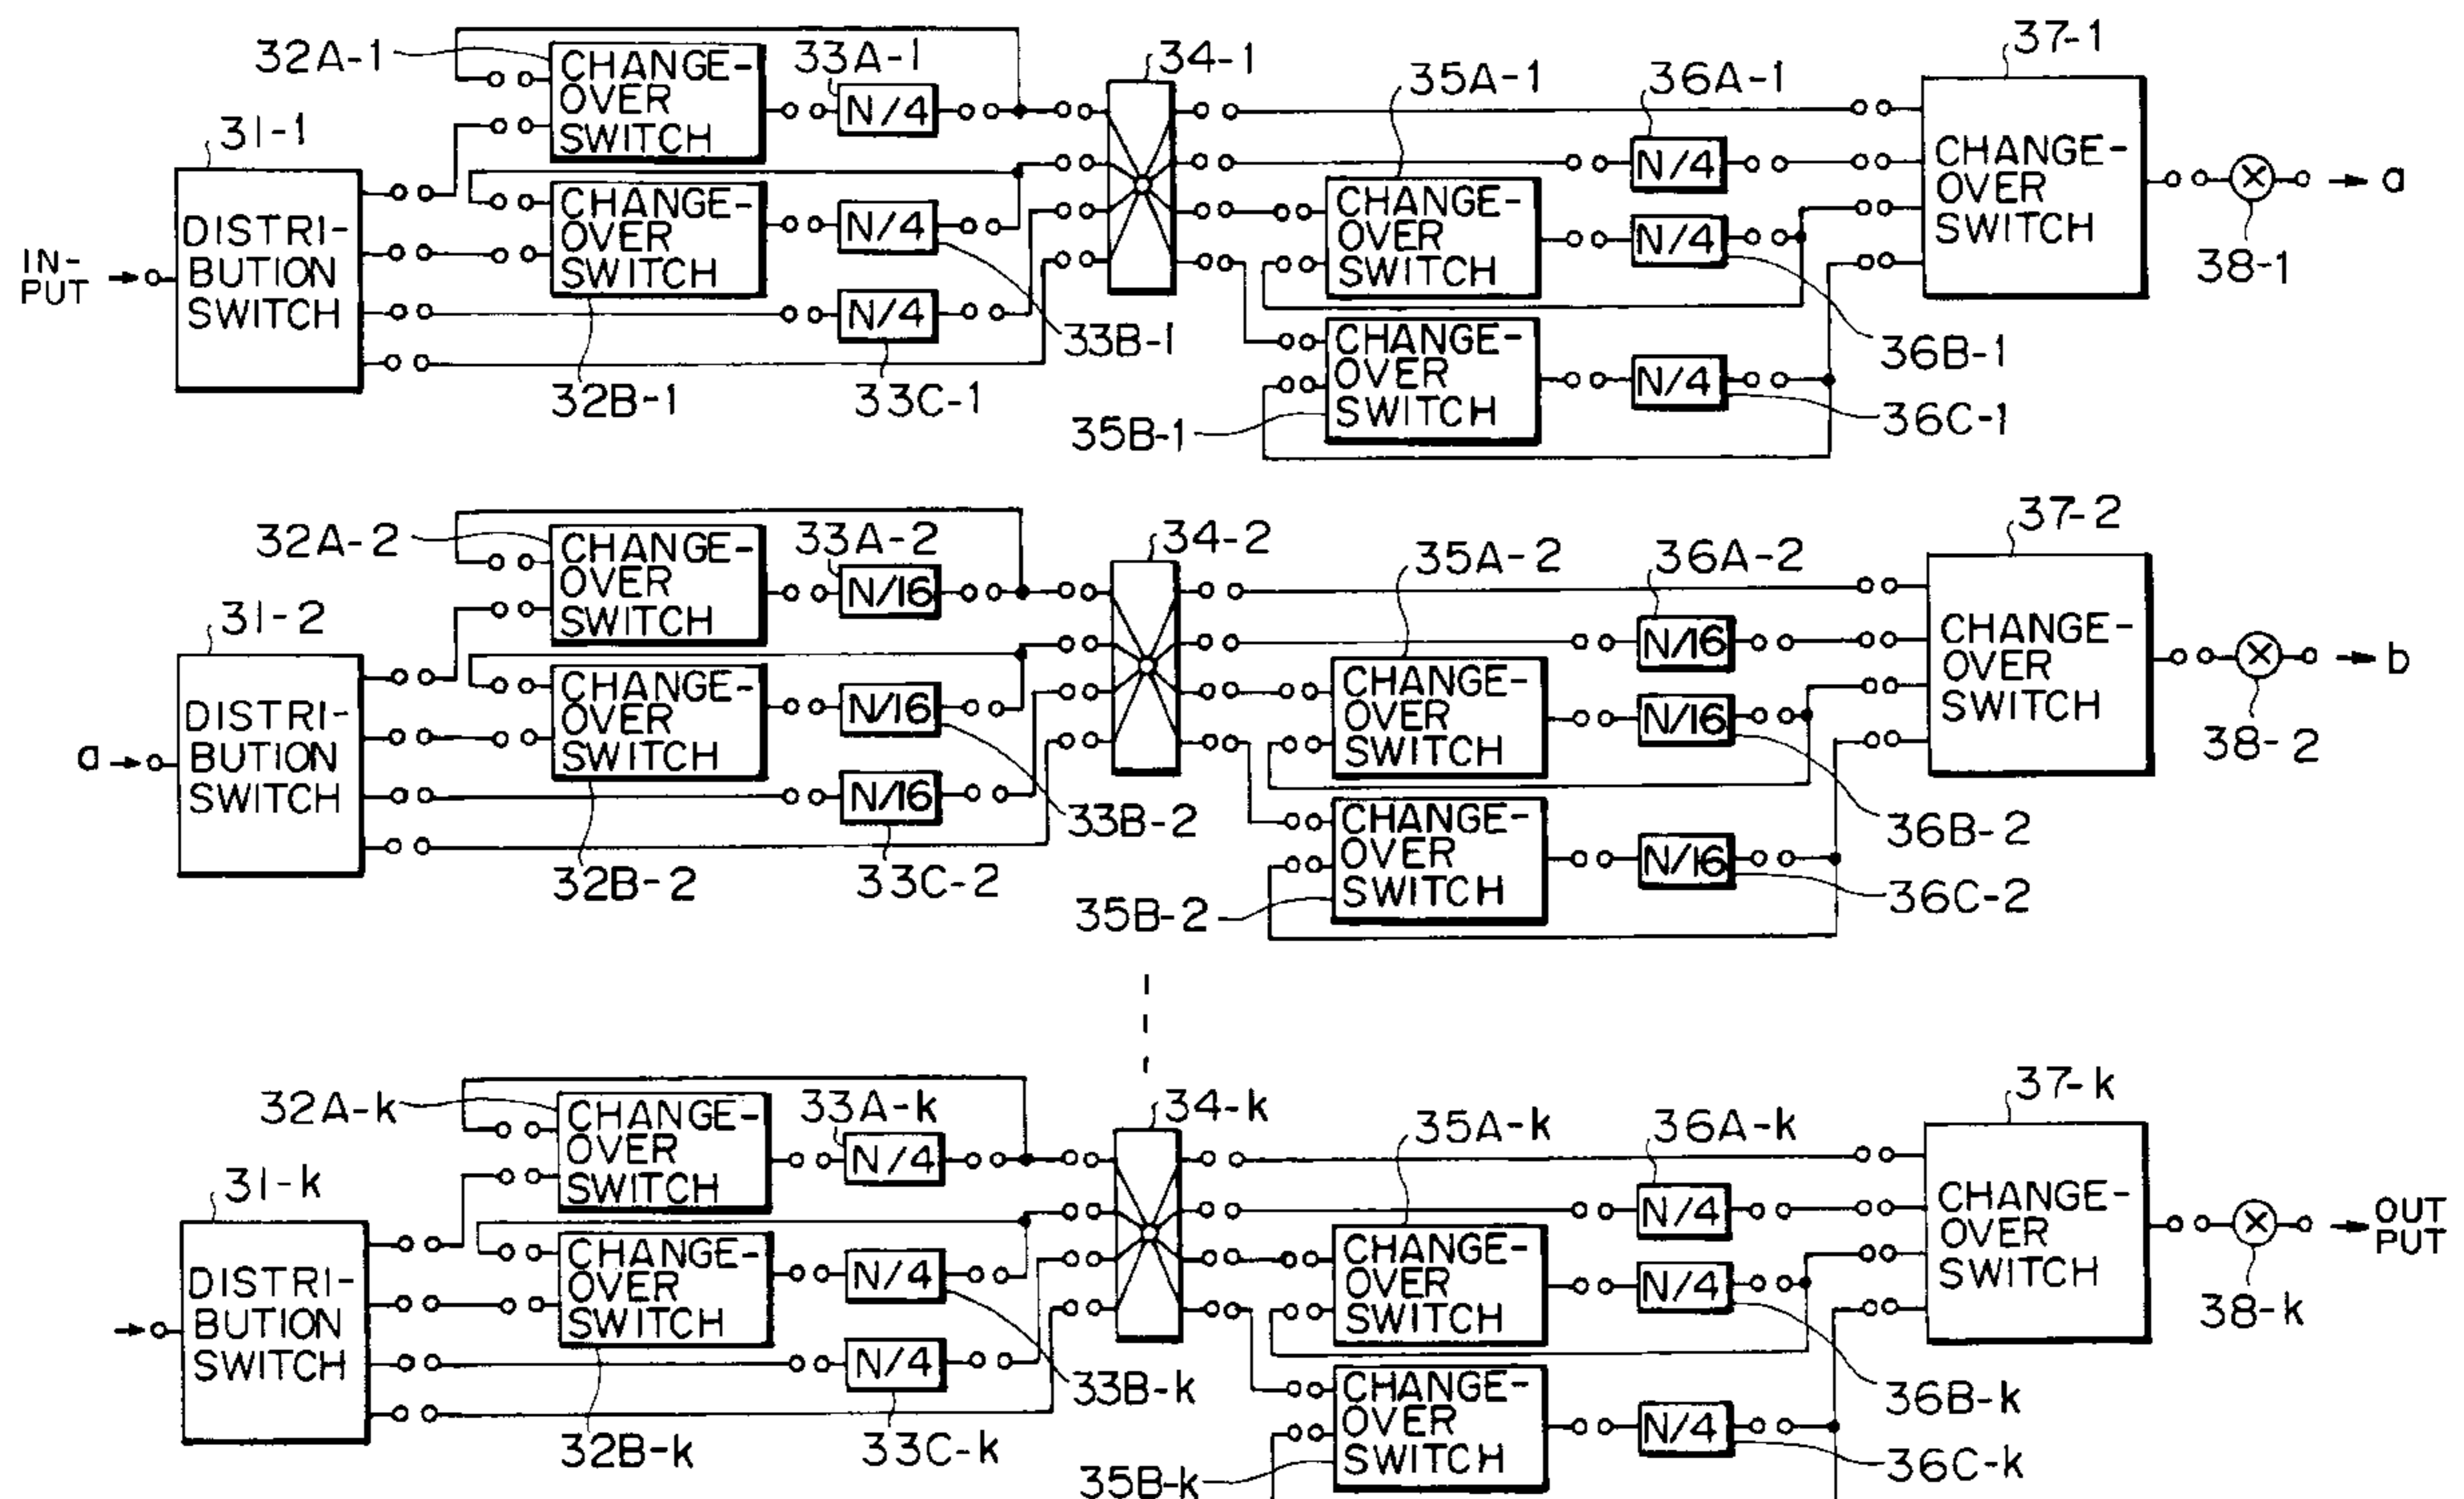 32A-1
CHANGE-
OVER
SWITCH
33A-1
N/4
34-1
35A-1
36A-1
N/4
37-1
31-1
DISTRI-
BUTION
SWITCH
IN-
PUT
CHANGE-
OVER
SWITCH
N/4
N/4
32B-1
33C-1
33B-1
CHANGE-
OVER
SWITCH
N/4
CHANGE-
OVER
SWITCH
a
38-1
36B-1
CHANGE-
OVER
SWITCH
N/4
35B-1
36C-1
32A-2
CHANGE-
OVER
SWITCH
33A-2
N/16
34-2
35A-2
36A-2
N/16
37-2
31-2
a
DISTRI-
BUTION
SWITCH
CHANGE-
OVER
SWITCH
N/16
N/16
32B-2
33C-2
33B-2
CHANGE-
OVER
SWITCH
N/16
CHANGE-
OVER
SWITCH
b
38-2
36B-2
CHANGE-
OVER
SWITCH
N/16
35B-2
36C-2
32A-k
CHANGE-
OVER
SWITCH
33A-k
N/4
34-k
35A-k
36A-k
N/4
37-k
31-k
DISTRI-
BUTION
SWITCH
CHANGE-
OVER
SWITCH
N/4
N/4
32B-k
33C-k
33B-k
CHANGE-
OVER
SWITCH
N/4
CHANGE-
OVER
SWITCH
OUT
PUT
38-k
36B-k
CHANGE-
OVER
SWITCH
N/4
35B-k
36C-k